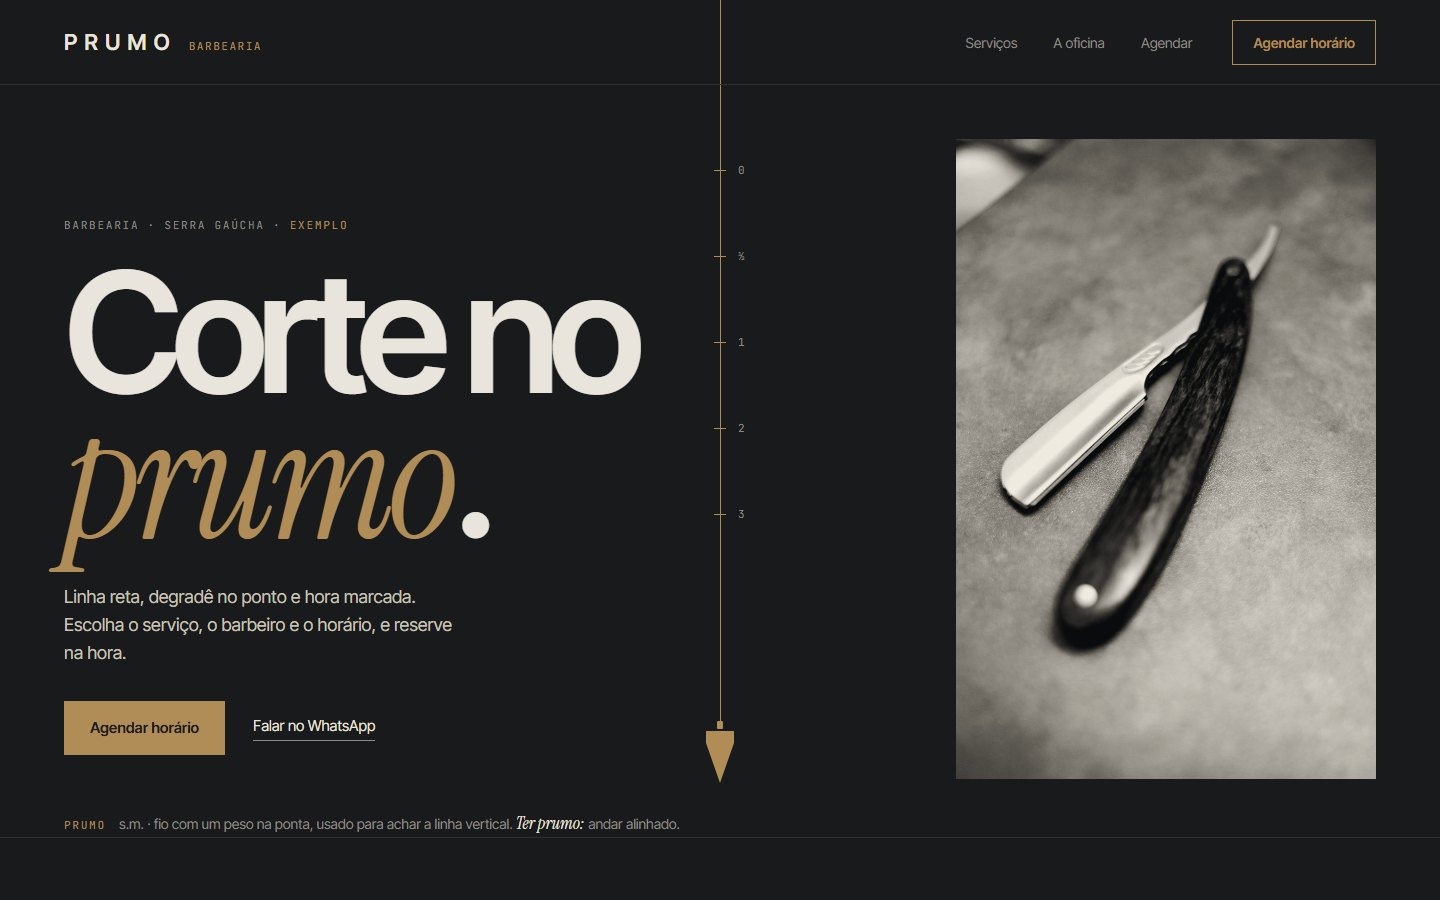 PRUMO BARBEARIA
Serviços
A oficina
Agendar
Agendar horário
BARBEARIA · SERRA GAÚCHA · EXEMPLO
Corte no
prumo.
Linha reta, degradê no ponto e hora marcada.
Escolha o serviço, o barbeiro e o horário, e reserve
na hora.
Agendar horário
Falar no WhatsApp
0
½
1
2
3
PRUMO s.m. · fio com um peso na ponta, usado para achar a linha vertical. Ter prumo: andar alinhado.